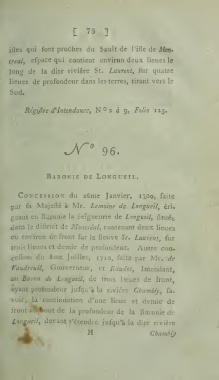 [ 79 ]
isles qui sont proches du Sault de l'isle de Mon-
treal, espace qui contient environ deux lieues le
long de la dite rivière St. Laurent, sur quatre
lieues de profondeur dans les terres, tirant vers le
Sud.
Régistre d'Intendance, N° 2 à 9, Folio 125.
N° 96.
BARONIE DE LONGUEIL.
CONCESSION du 26me Janvier, 1700, faite
par sa Majesté à Mr. Lemoine de Longueil, éri-
geant en Baronie la seigneurie de Longueil, située
dans le district de Montréal, contenant deux lieues
ou environ de front sur le fleuve St. Laurent, sur
trois lieues et demie de profondeur. Autre con-
cession du 8me Juillet, 1710, faite par Mr. de
Vaudreuil, Gouverneur, et Intendant,
au Baron de Longueil, de trois lieues de front,
ayant profondeur jusqu'à la rivière Chambly, sa-
voir, la continuation d'une lieue et demie de
front au bout de la profondeur de la Baronie de
Longueil, devant s'étendre jusqu'à la dite rivière
H Chambly